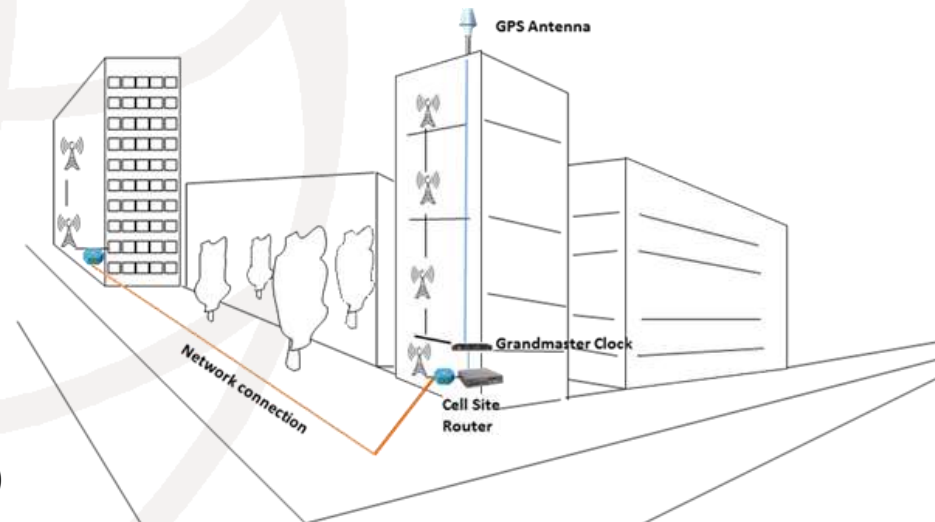 GPS Antenna
Grandmaster Clock
Cell Site
Router
Network connection